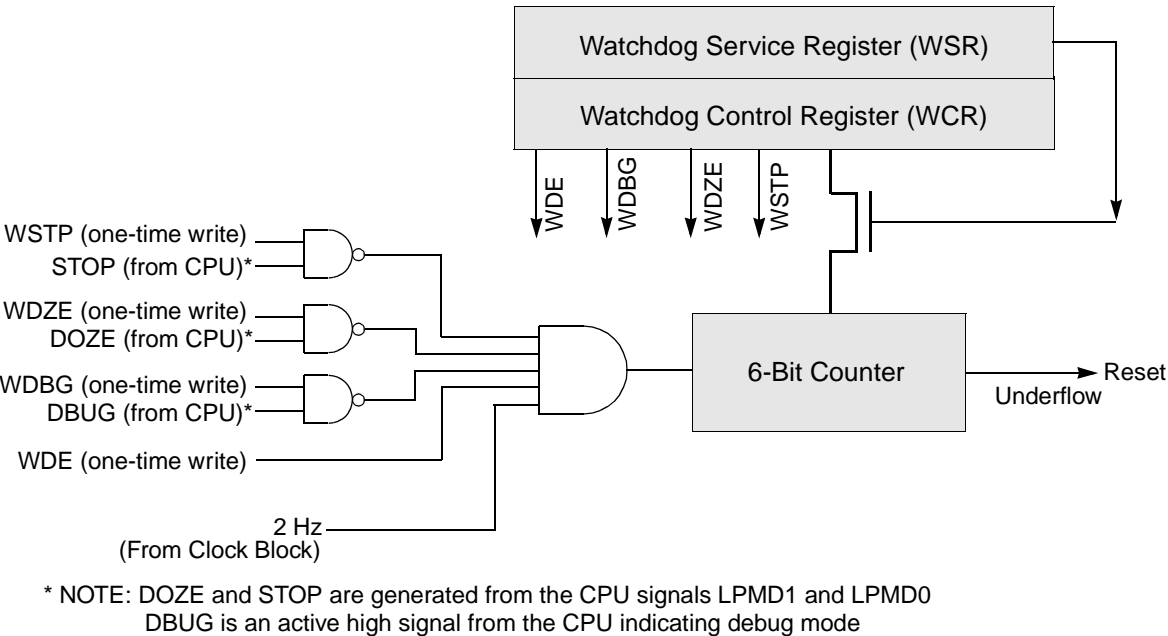 Watchdog Service Register (WSR)
Watchdog Control Register (WCR)
WDE
WDBG
WDZE
WSTP
WSTP (one-time write)
STOP (from CPU)*
WDZE (one-time write)
DOZE (from CPU)*
WDBG (one-time write)
DBUG (from CPU)*
WDE (one-time write)
2 Hz
(From Clock Block)
6-Bit Counter
Underflow
Reset
* NOTE: DOZE and STOP are generated from the CPU signals LPMD1 and LPMD0
DBUG is an active high signal from the CPU indicating debug mode